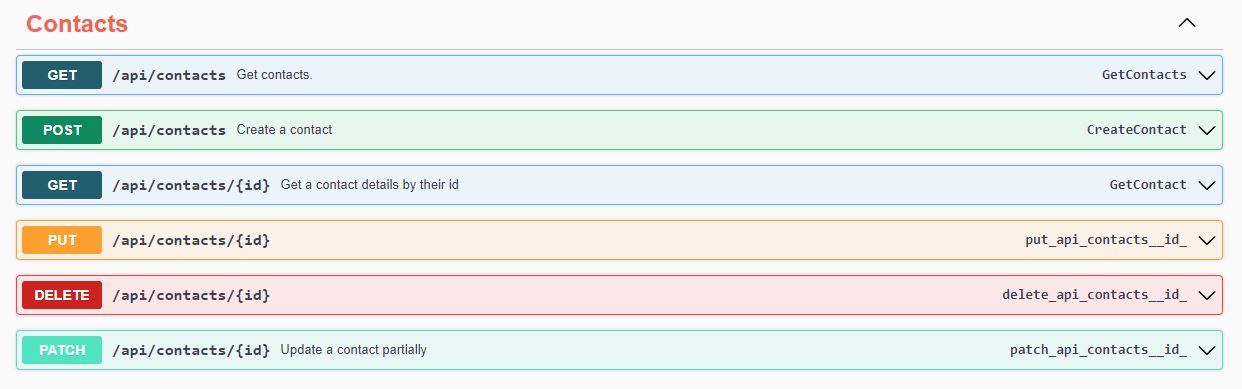 Contacts
GET /api/contacts Get contacts. GetContacts
POST /api/contacts Create a contact CreateContact
GET /api/contacts/{id} Get a contact details by their id GetContact
PUT /api/contacts/{id} put_api_contacts__id_
DELETE /api/contacts/{id} delete_api_contacts__id_
PATCH /api/contacts/{id} Update a contact partially patch_api_contacts__id_